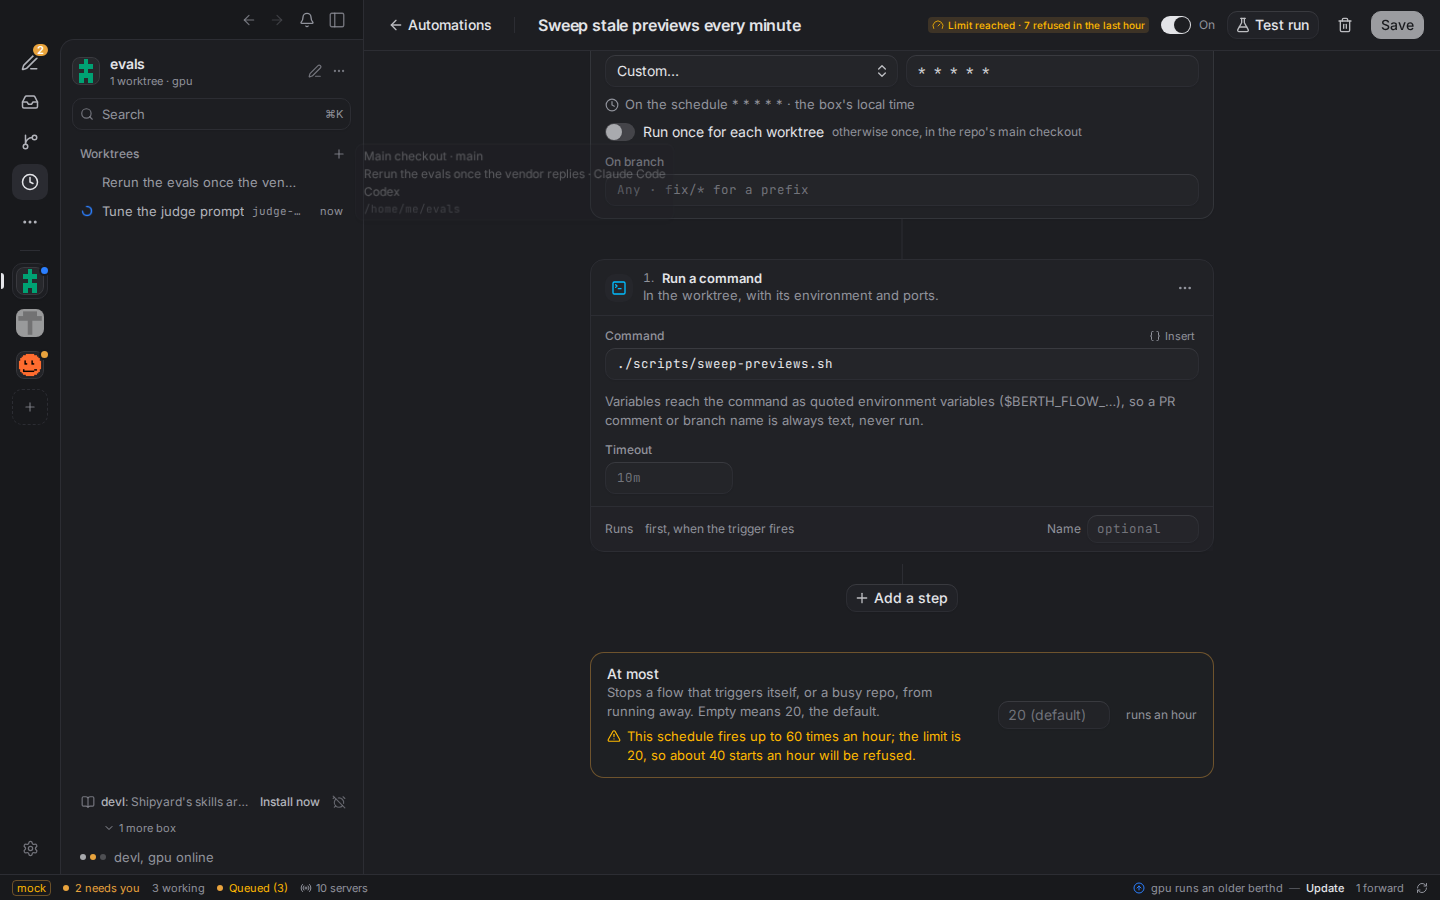 Automations
Sweep stale previews every minute
Limit reached · 7 refused in the last hour
On
Test run
Save
2
evals
1 worktree · gpu
Search
⌘K
Worktrees
Rerun the evals once the ven...
Tune the judge prompt judge-... now
Main checkout · main
Rerun the evals once the vendor replies · Claude Code
Codex
/home/me/evals
Custom...
* * * * *
On the schedule * * * * * · the box's local time
Run once for each worktree otherwise once, in the repo's main checkout
On branch
Any · fix/* for a prefix
1. Run a command
In the worktree, with its environment and ports.
Command
{} Insert
./scripts/sweep-previews.sh
Variables reach the command as quoted environment variables ($BERTH_FLOW_...), so a PR
comment or branch name is always text, never run.
Timeout
10m
Runs first, when the trigger fires
Name optional
Add a step
At most
Stops a flow that triggers itself, or a busy repo, from
running away. Empty means 20, the default.
This schedule fires up to 60 times an hour; the limit is
20, so about 40 starts an hour will be refused.
20 (default) runs an hour
devl: Shipyard's skills ar... Install now
1 more box
devl, gpu online
mock 2 needs you 3 working Queued (3) 10 servers
gpu runs an older berthd — Update 1 forward